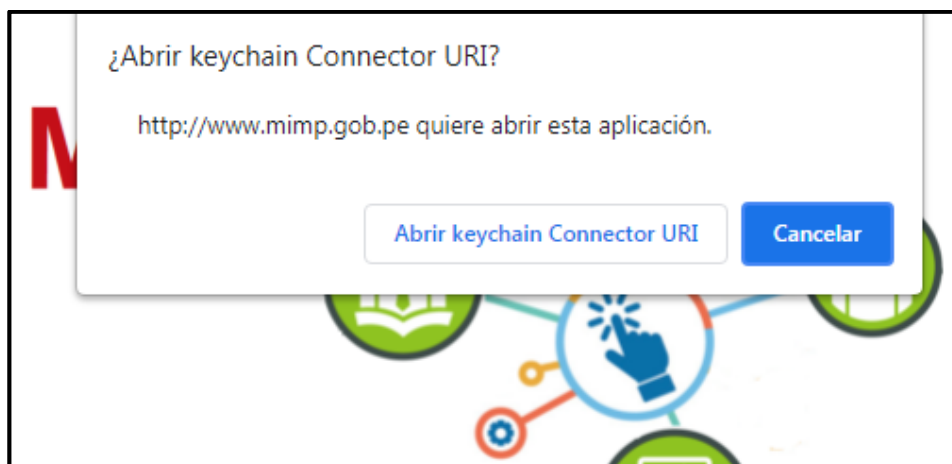 ¿Abrir keychain Connector URI?
http://www.mimp.gob.pe quiere abrir esta aplicación.
Abrir keychain Connector URI
Cancelar
M